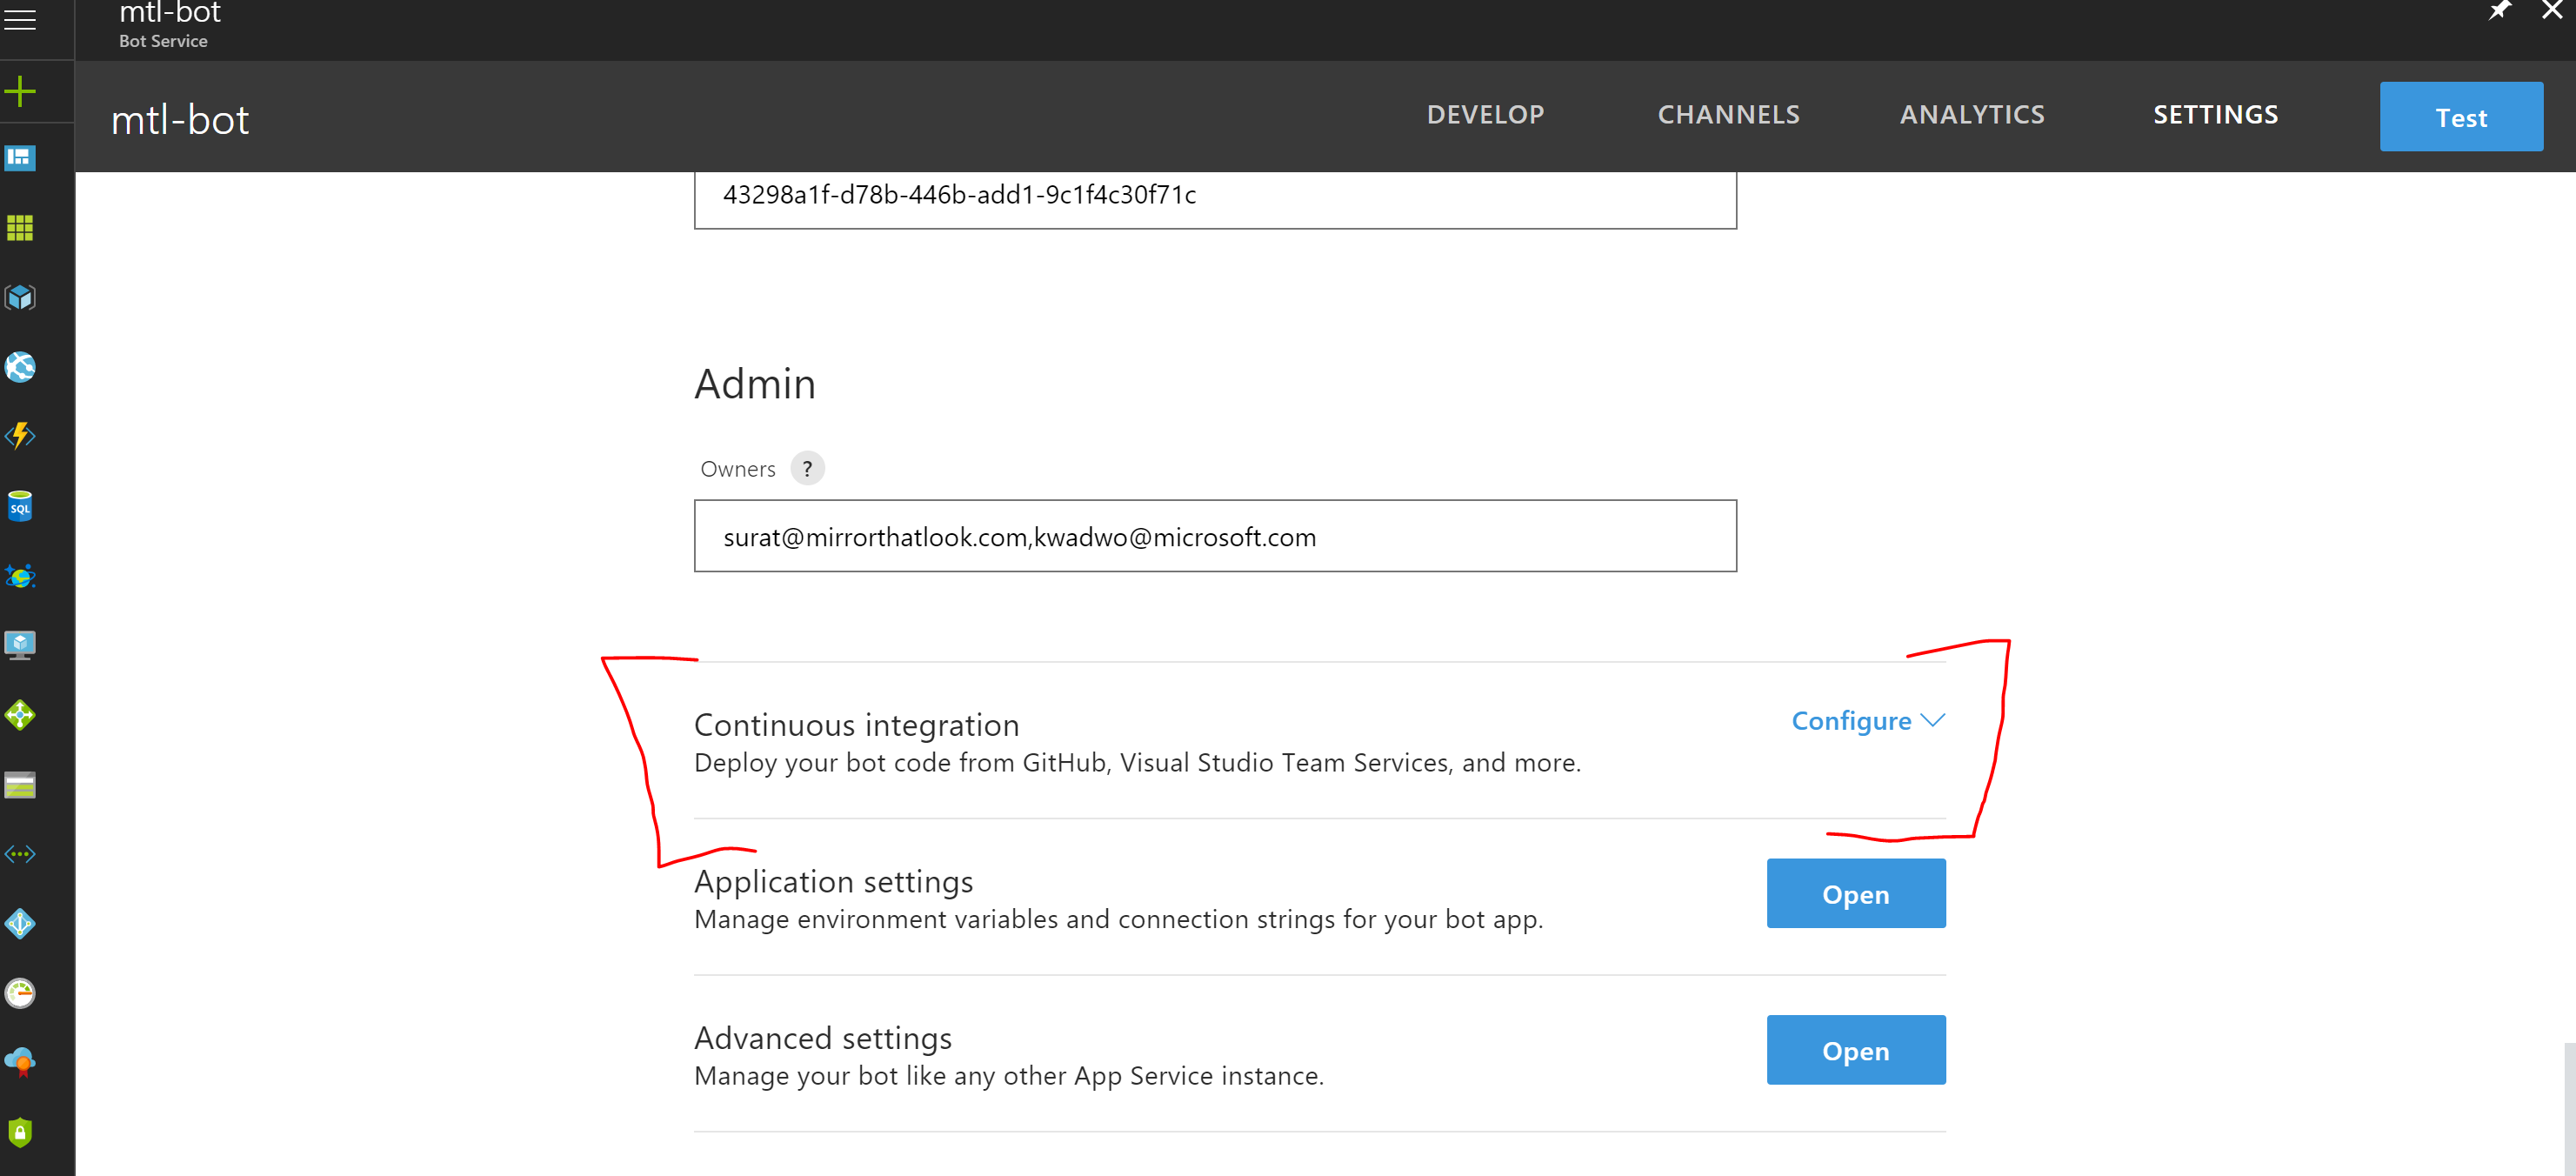 mtl-bot
Bot Service
mtl-bot
DEVELOP
CHANNELS
ANALYTICS
SETTINGS
Test
43298a1f-d78b-446b-add1-9c1f4c30f71c
Admin
Owners ?
surat@mirrorthatlook.com,kwadwo@microsoft.com
Continuous integration
Configure
Deploy your bot code from GitHub, Visual Studio Team Services, and more.
Application settings
Open
Manage environment variables and connection strings for your bot app.
Advanced settings
Open
Manage your bot like any other App Service instance.
SQL